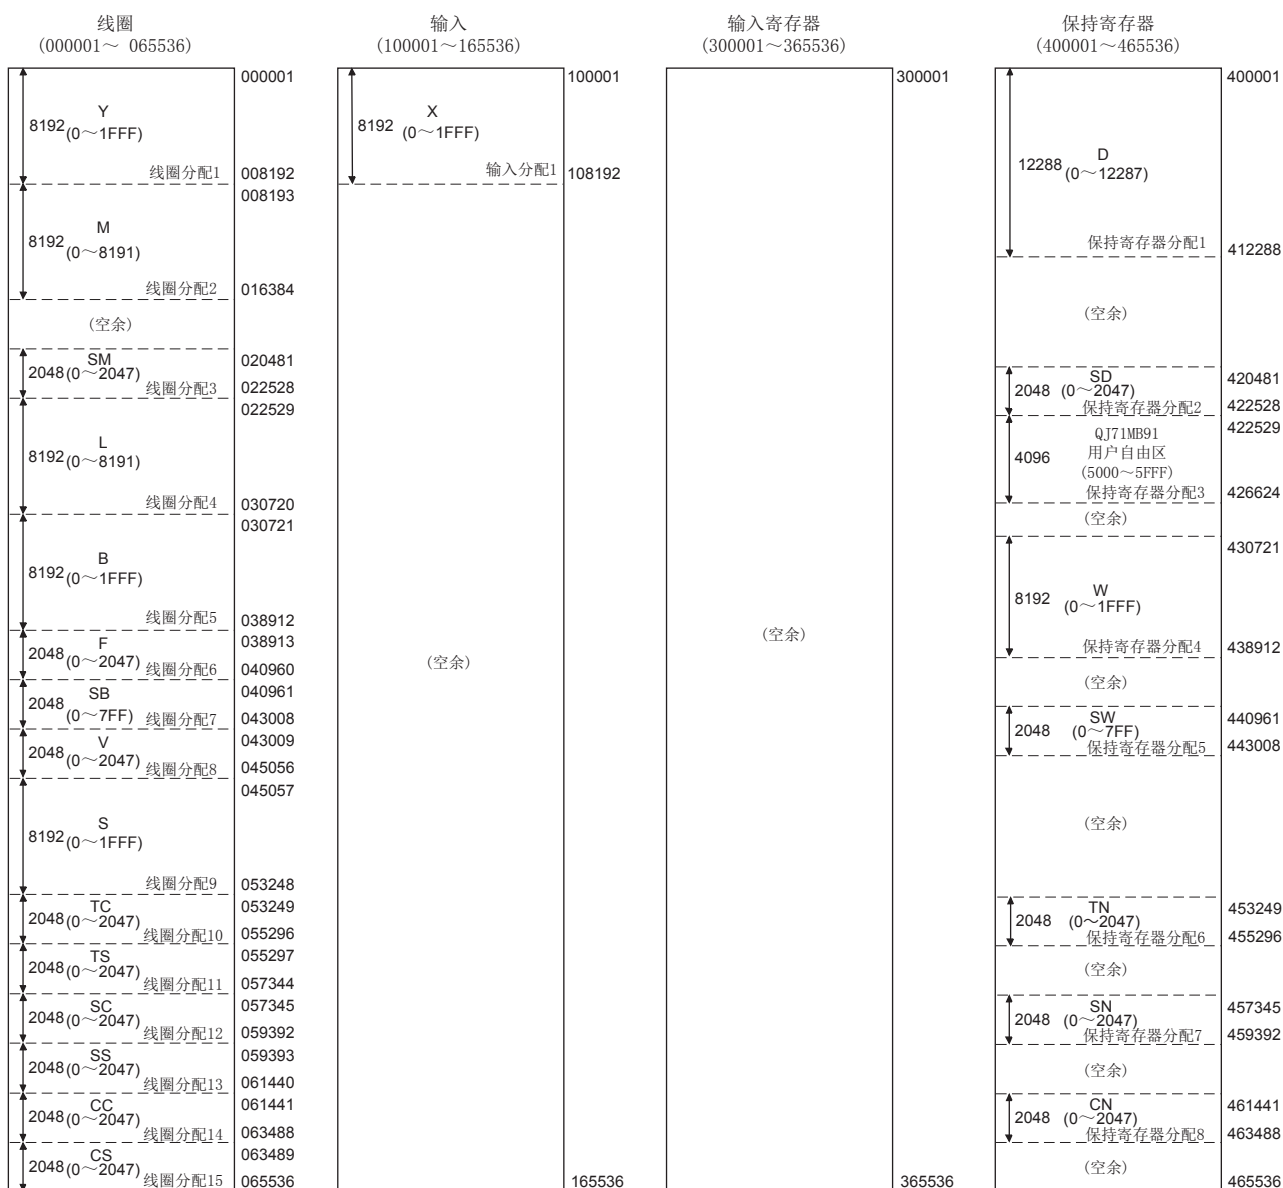 线圈
(000001～ 065536)
000001
8192
Y
(0～1FFF)
线圈分配1
008192
008193
8192
M
(0～8191)
线圈分配2
016384
(空余)
020481
SM
2048
(0～2047)
线圈分配3
022528
022529
8192
L
(0～8191)
线圈分配4
030720
030721
8192
B
(0～1FFF)
线圈分配5
038912
038913
F
2048
(0～2047)
线圈分配6
040960
040961
SB
2048
(0～7FF)
线圈分配7
043008
043009
V
2048
(0～2047)
线圈分配8
045056
045057
8192
S
(0～1FFF)
线圈分配9
053248
053249
TC
2048
(0～2047)
线圈分配10
055296
055297
TS
2048
(0～2047)
线圈分配11
057344
057345
SC
2048
(0～2047)
线圈分配12
059392
059393
SS
2048
(0～2047)
线圈分配13
061440
061441
CC
2048
(0～2047)
线圈分配14
063488
063489
CS
2048
(0～2047)
线圈分配15
065536
输入
(100001～165536)
100001
8192
X
(0～1FFF)
输入分配1
108192
(空余)
165536
输入寄存器
(300001～365536)
300001
(空余)
365536
保持寄存器
(400001～465536)
400001
12288
D
(0～12287)
保持寄存器分配1
412288
(空余)
420481
SD
2048
(0～2047)
保持寄存器分配2
422528
422529
4096
QJ71MB91
用户自由区
(5000～5FFF)
保持寄存器分配3
426624
(空余)
430721
8192
W
(0～1FFF)
保持寄存器分配4
438912
(空余)
440961
SW
2048
(0～7FF)
保持寄存器分配5
443008
(空余)
453249
TN
2048
(0～2047)
保持寄存器分配6
455296
(空余)
457345
SN
2048
(0～2047)
保持寄存器分配7
459392
(空余)
461441
CN
2048
(0～2047)
保持寄存器分配8
463488
(空余)
465536